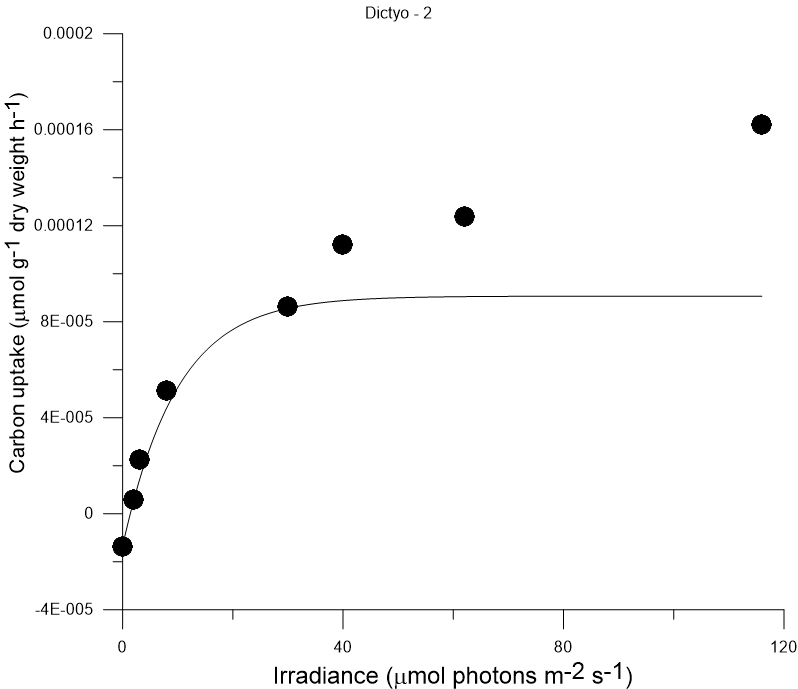 Dictyo - 2
0.0002
0.00016
0.00012
8E-005
4E-005
0
-4E-005
Carbon uptake (μmol g-1 dry weight h-1)
0 40 80 120
Irradiance (μmol photons m-2 s-1)